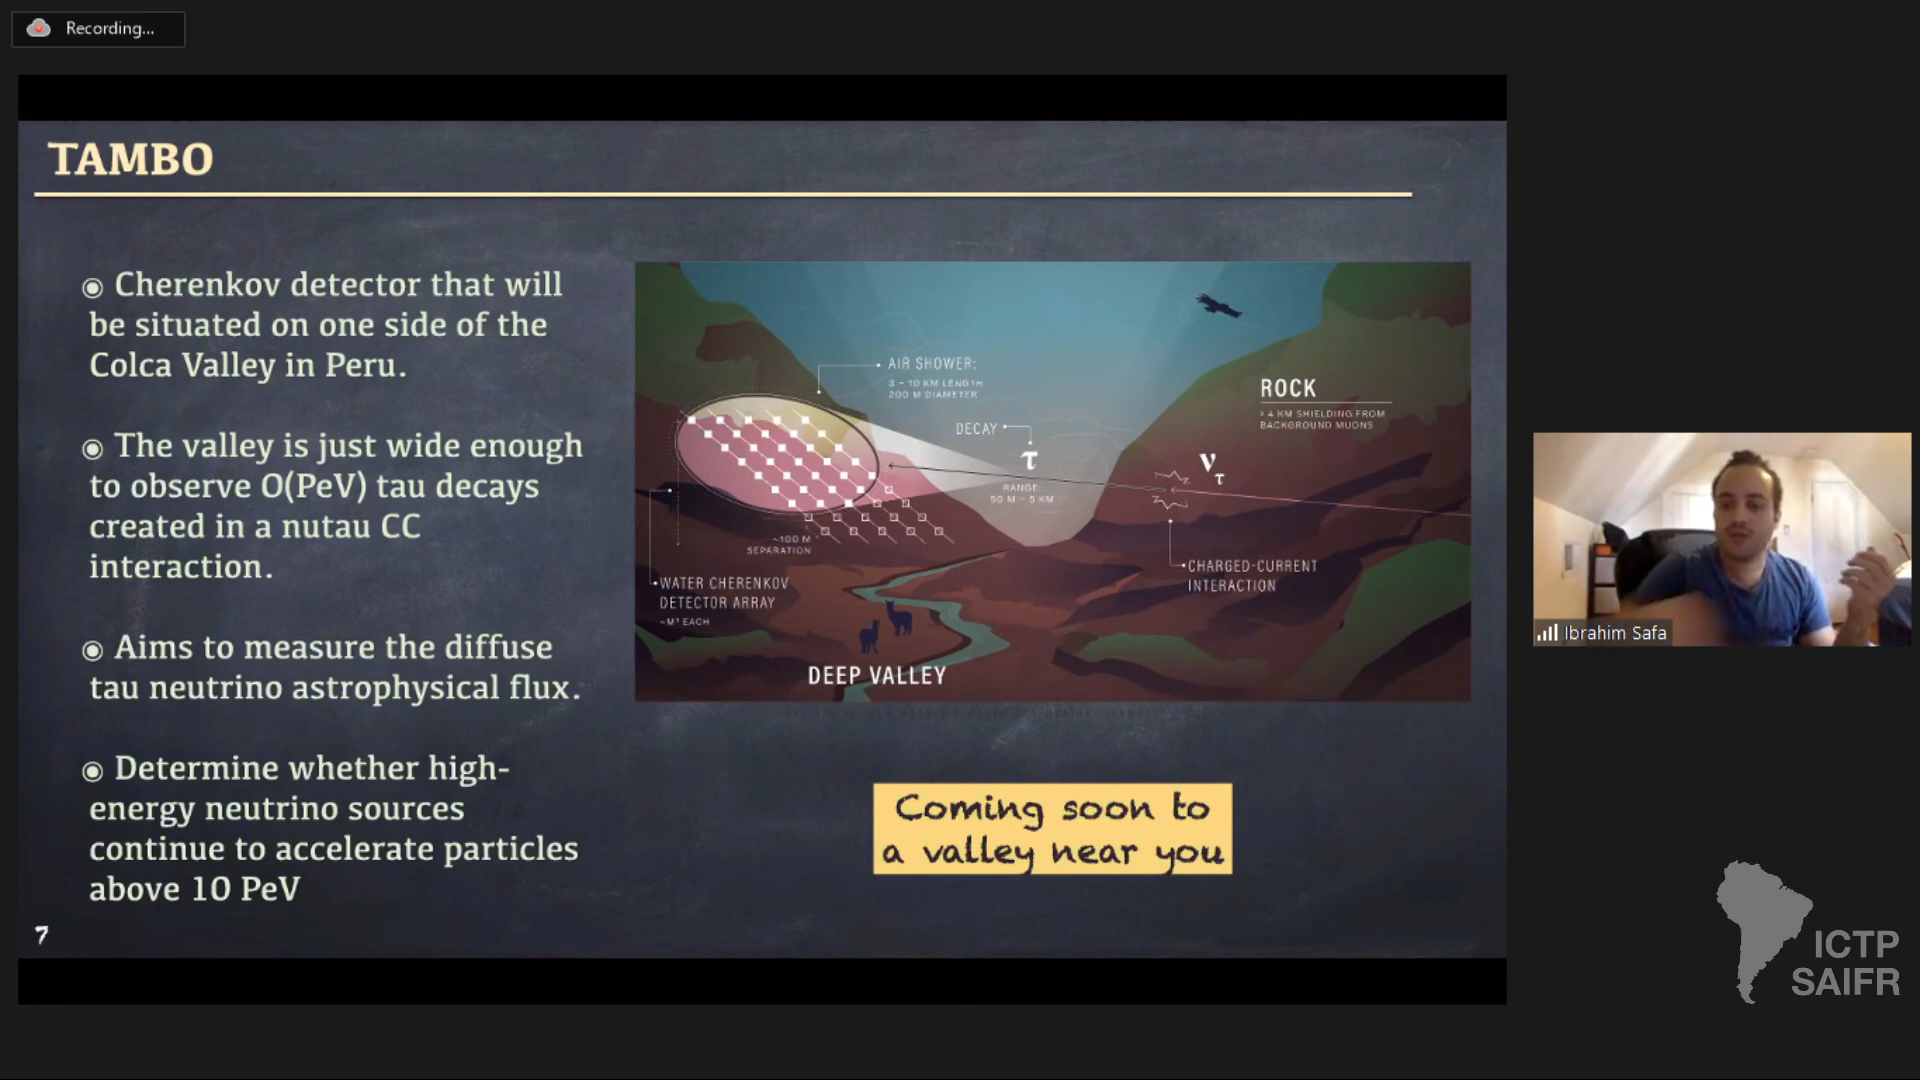 Recording...
TAMBO
◉ Cherenkov detector that will
be situated on one side of the
Colca Valley in Peru.
◉ The valley is just wide enough
to observe O(PeV) tau decays
created in a nutau CC
interaction.
◉ Aims to measure the diffuse
tau neutrino astrophysical flux.
◉ Determine whether high-
energy neutrino sources
continue to accelerate particles
above 10 PeV
7
AIR SHOWER:
3 – 10 KM LENGTH
200 M DIAMETER
DECAY
τ
RANGE:
50 M – 5 KM
ROCK
> 4 KM SHIELDING FROM
BACKGROUND MUONS
ντ
~100 M
SEPARATION
WATER CHERENKOV
DETECTOR ARRAY
~M³ EACH
CHARGED-CURRENT
INTERACTION
DEEP VALLEY
Coming soon to
a valley near you
Ibrahim Safa
ICTP
SAIFR